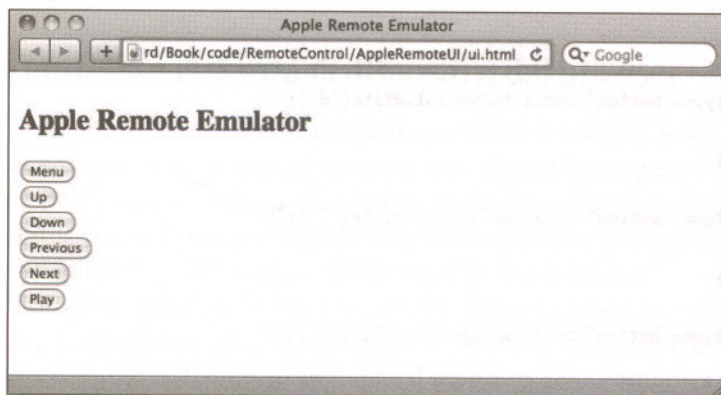 Apple Remote Emulator
rd/Book/code/RemoteControl/AppleRemoteUI/ui.html
Google
Apple Remote Emulator
Menu
Up
Down
Previous
Next
Play